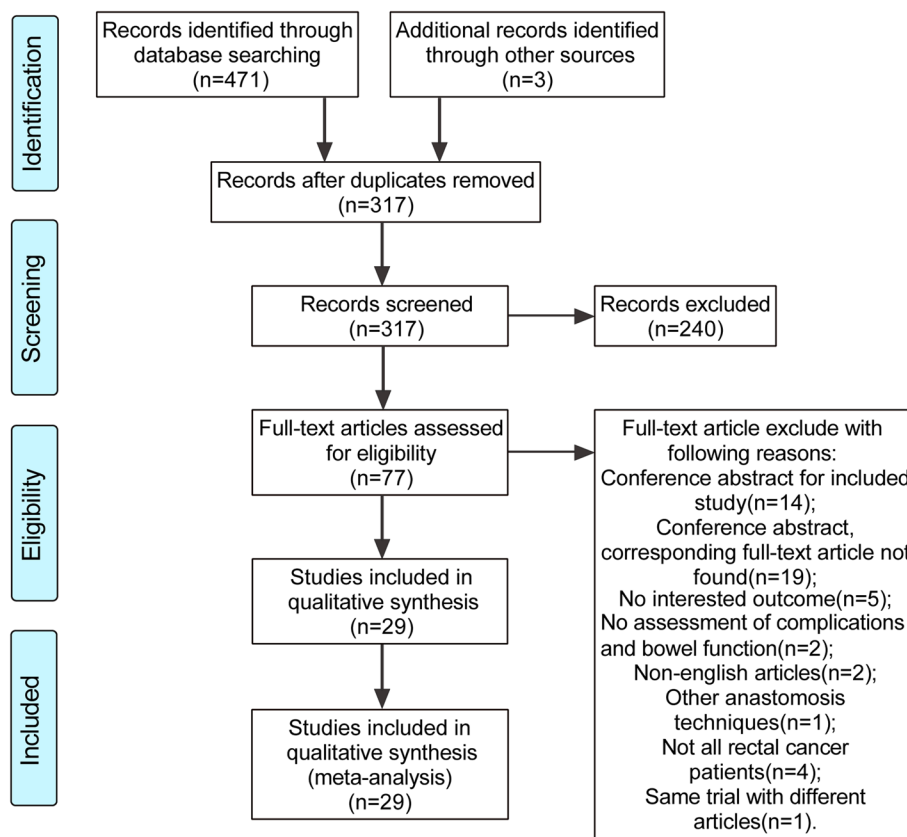 Identification
Records identified through
database searching
(n=471)
Additional records identified
through other sources
(n=3)
Records after duplicates removed
(n=317)
Screening
Records screened
(n=317)
Records excluded
(n=240)
Eligibility
Full-text articles assessed
for eligibility
(n=77)
Full-text article exclude with
following reasons:
Conference abstract for included
study(n=14);
Conference abstract,
corresponding full-text article not
found(n=19);
No interested outcome(n=5);
No assessment of complications
and bowel function(n=2);
Non-english articles(n=2);
Other anastomosis
techniques(n=1);
Not all rectal cancer
patients(n=4);
Same trial with different
articles(n=1).
Studies included in
qualitative synthesis
(n=29)
Included
Studies included in
qualitative synthesis
(meta-analysis)
(n=29)